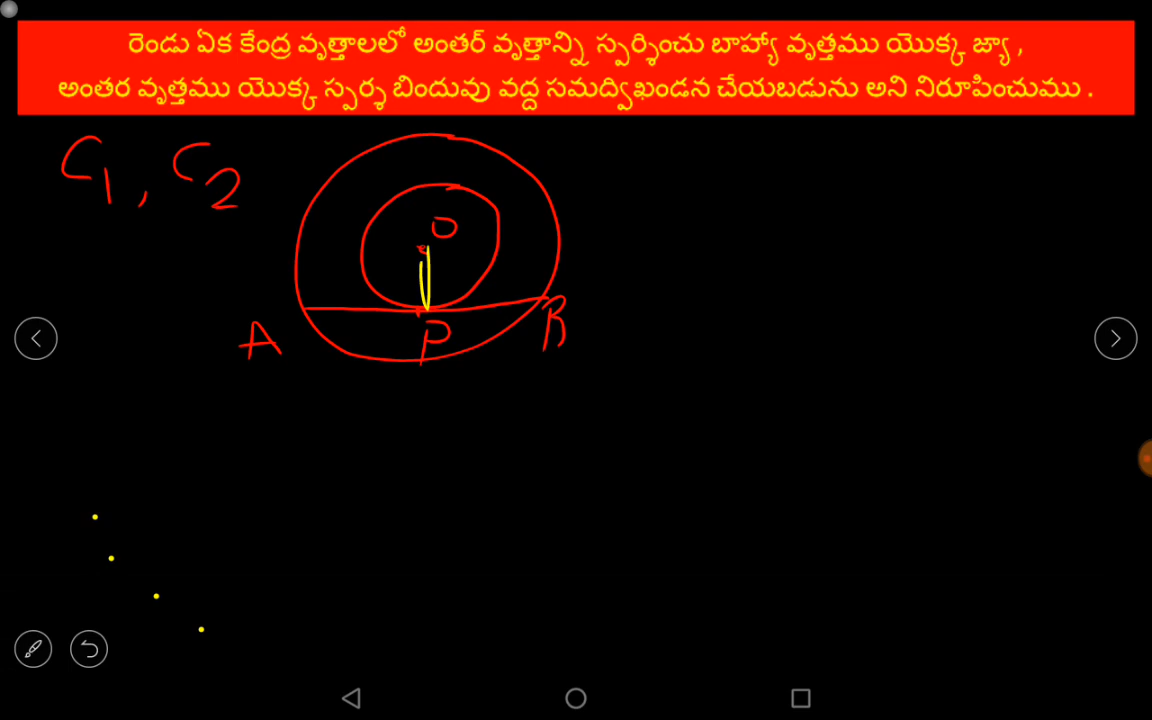 రెండు ఏక కేంద్ర వృత్తాలలో అంతర్ వృత్తాన్ని స్పర్శించు బాహ్యా వృత్తము యొక్క జ్యా ,
అంతర వృత్తము యొక్క స్పర్శ బిందువు వద్ద సమద్విఖండన చేయబడును అని నిరూపించుము .
C1 , C2
O
A P B